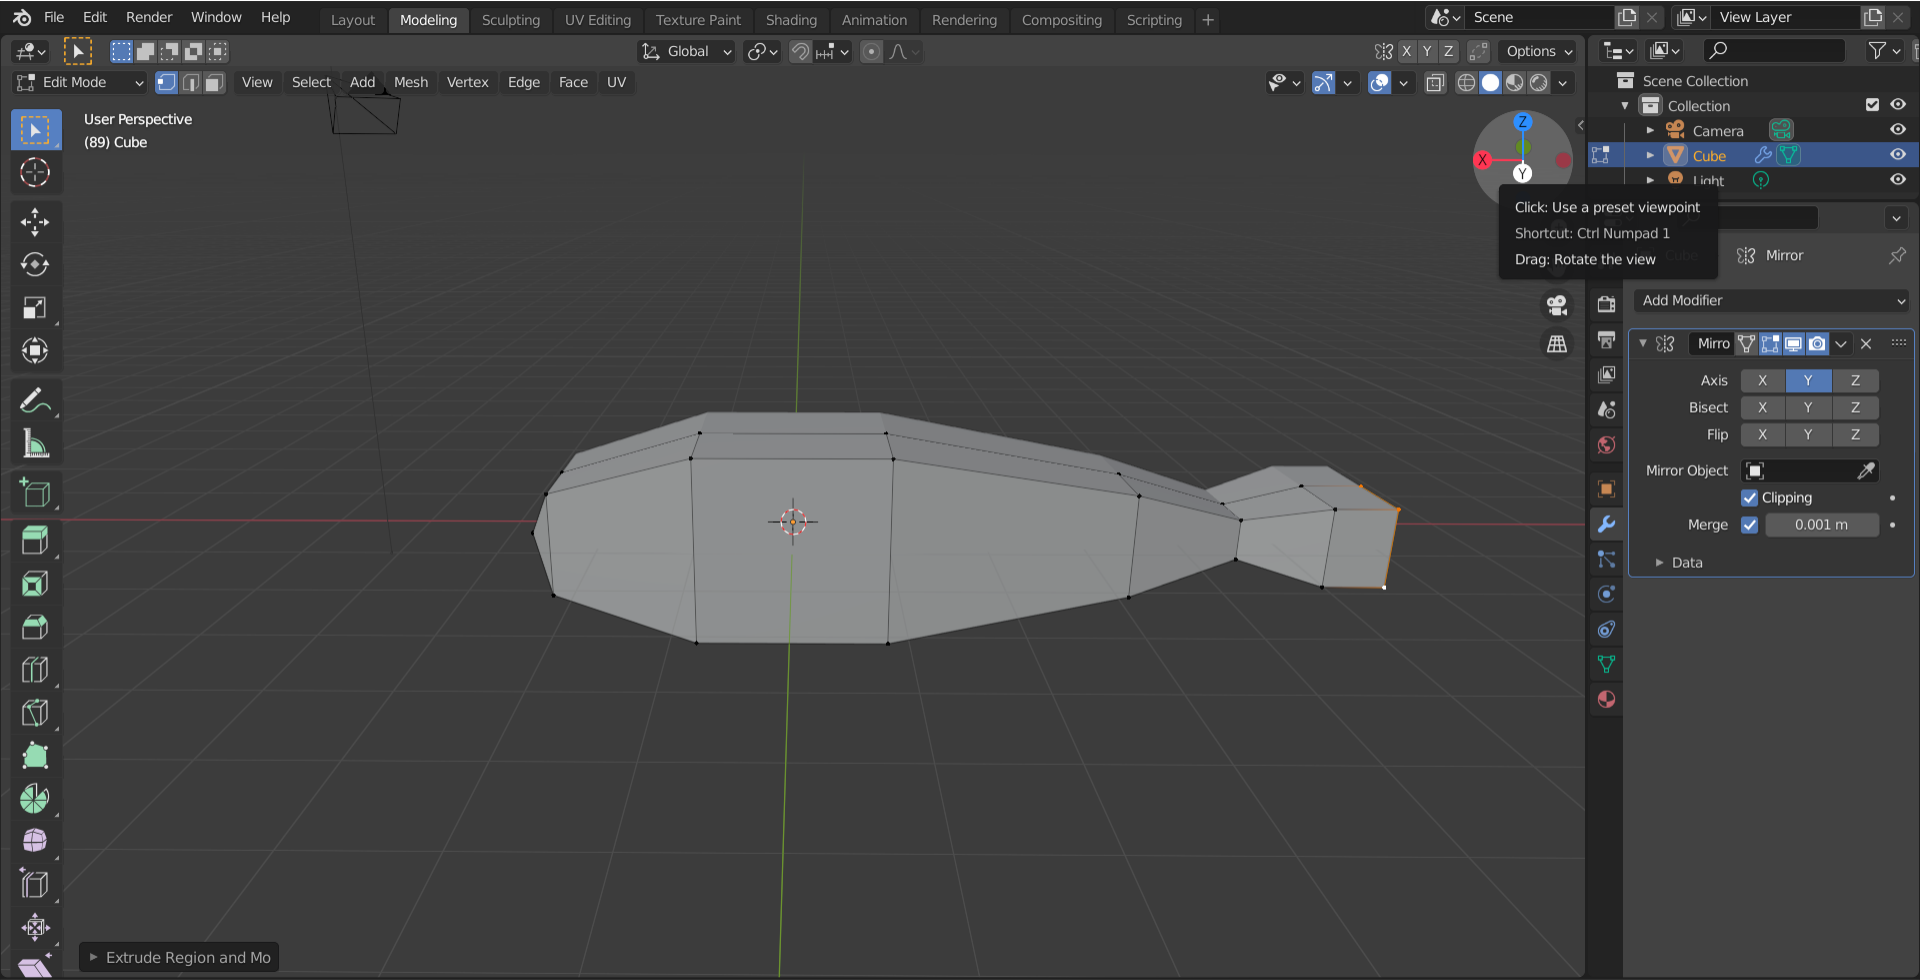 File Edit Render Window Help Layout Modeling Sculpting UV Editing Texture Paint Shading Animation Rendering Compositing Scripting + Scene View Layer
Global X Y Z Options
Edit Mode View Select Add Mesh Vertex Edge Face UV
User Perspective
(89) Cube
Z
X
Y
Scene Collection
Collection
Camera
Cube
Light
Click: Use a preset viewpoint
Shortcut: Ctrl Numpad 1
Drag: Rotate the view
Mirror
Add Modifier
Mirro
Axis X Y Z
Bisect X Y Z
Flip X Y Z
Mirror Object
Clipping
Merge 0.001 m
Data
Extrude Region and Mo